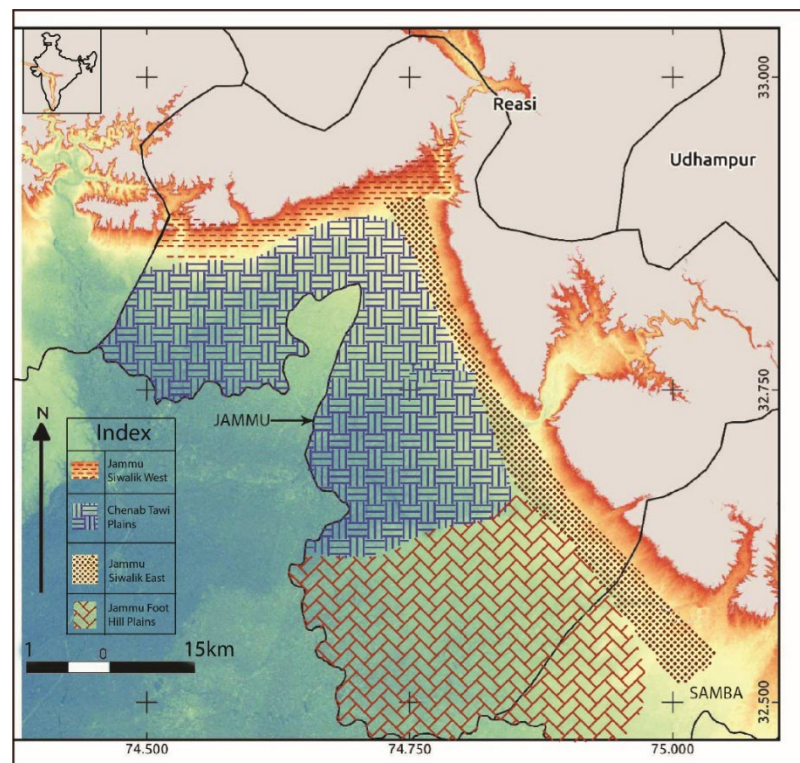 Reasi
33.000
Udhampur
32.750
JAMMU
N
Index
Jammu
Siwalik West
Chenab Tawi
Plains
Jammu
Siwalik East
Jammu Foot
Hill Plains
1 0 15km
SAMBA
32.500
74.500 74.750 75.000